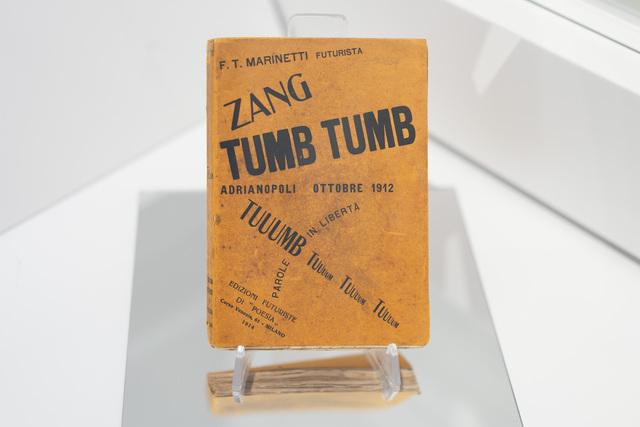 F. T. MARINETTI FUTURISTA
ZANG
TUMB TUMB
ADRIANOPOLI OTTOBRE 1912
TUUUMB
TUUUUM TUUUUM TUUUUM
PAROLE IN LIBERTÀ
EDIZIONI FUTURISTE
DI "POESIA"
Corso Venezia, 61 - MILANO
1914